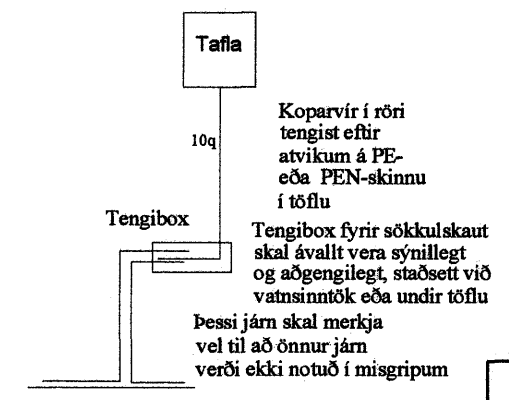 Tafla
Koparvír í röri
tengist eftir
10q
atvikum á PE-
eða PEN-skinnu
í töflu
Tengibox
Tengibox fyrir sökkulskaut
skal ávallt vera sýnillegt
og aðgengilegt, staðsett við
vatnsinntök eða undir töflu
Þessi járn skal merkja
vel til að önnur járn
verði ekki notuð í misgripum